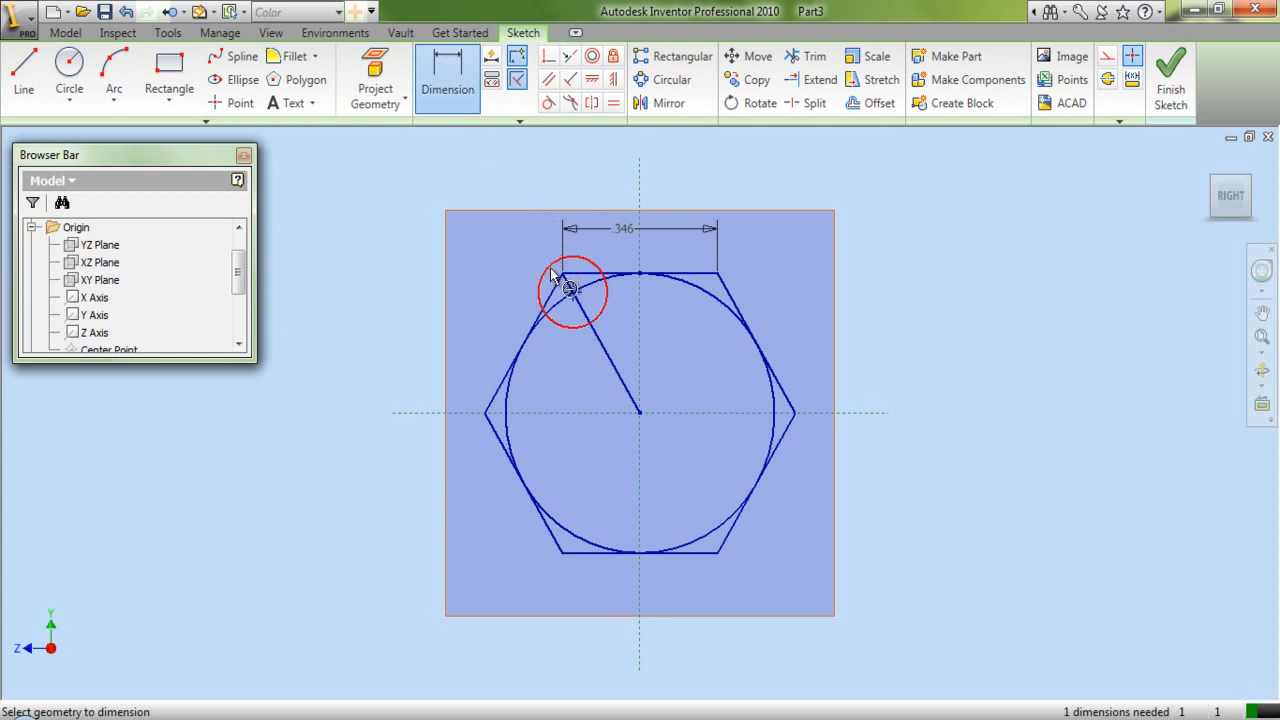 Color
Autodesk Inventor Professional 2010 Part3
PRO
Model Inspect Tools Manage View Environments Vault Get Started Sketch
Line
Circle
Arc
Rectangle
Spline
Ellipse
Point
Fillet
Polygon
Text
Project
Geometry
Dimension
Rectangular
Circular
Mirror
Move
Copy
Rotate
Trim
Extend
Split
Scale
Stretch
Offset
Make Part
Make Components
Create Block
Image
Points
ACAD
Finish
Sketch
Browser Bar
Model
Origin
YZ Plane
XZ Plane
XY Plane
X Axis
Y Axis
Z Axis
Center Point
.346
RIGHT
Y
Z
Select geometry to dimension
1 dimensions needed 1 1